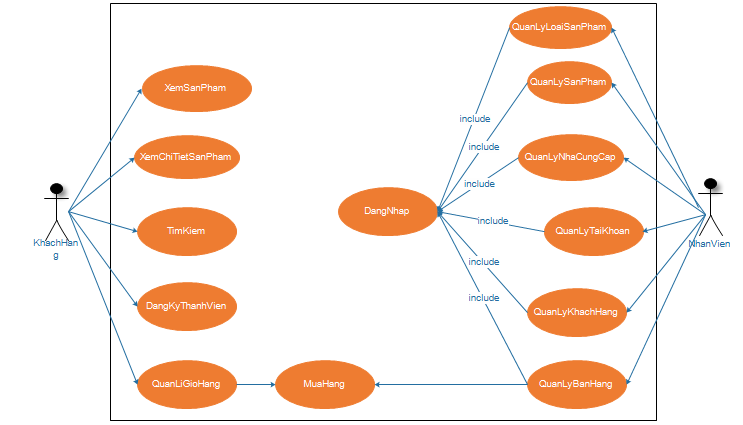 QuanLyLoaiSanPham
XemSanPham
QuanLySanPham
include
include
XemChiTietSanPham
QuanLyNhaCungCap
include
DangNhap
include
TimKiem
QuanLyTaiKhoan
KhachHan
g
NhanVien
include
include
DangKyThanhVien
QuanLyKhachHang
QuanLiGioHang
MuaHang
QuanLyBanHang